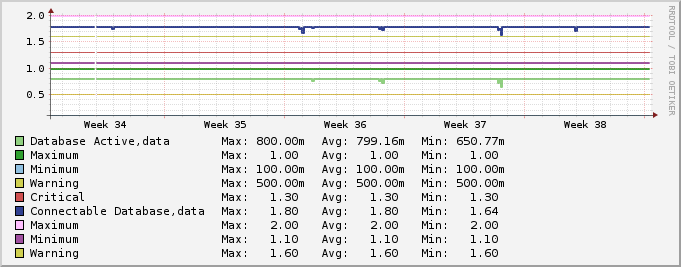 2.0
1.5
1.0
0.5
Week 34 Week 35 Week 36 Week 37 Week 38
RRDTOOL / TOBI OETIKER
Database Active,data Max: 800.00m Avg: 799.16m Min: 650.77m
Maximum Max: 1.00 Avg: 1.00 Min: 1.00
Minimum Max: 100.00m Avg: 100.00m Min: 100.00m
Warning Max: 500.00m Avg: 500.00m Min: 500.00m
Critical Max: 1.30 Avg: 1.30 Min: 1.30
Connectable Database,data Max: 1.80 Avg: 1.80 Min: 1.64
Maximum Max: 2.00 Avg: 2.00 Min: 2.00
Minimum Max: 1.10 Avg: 1.10 Min: 1.10
Warning Max: 1.60 Avg: 1.60 Min: 1.60